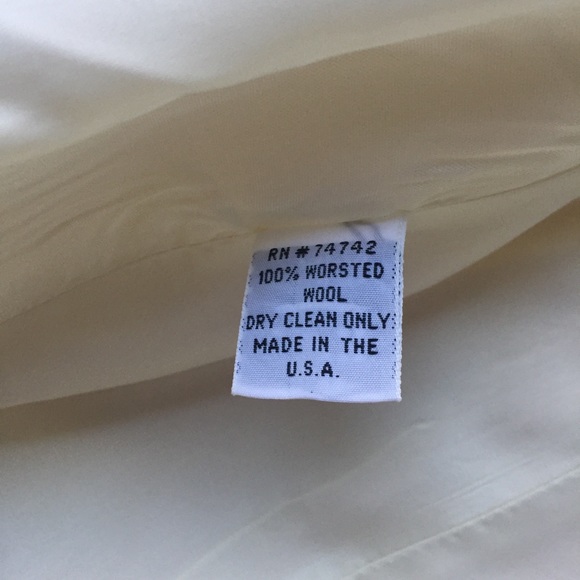 RN # 74742
100% WORSTED
WOOL
DRY CLEAN ONLY
MADE IN THE
U.S.A.